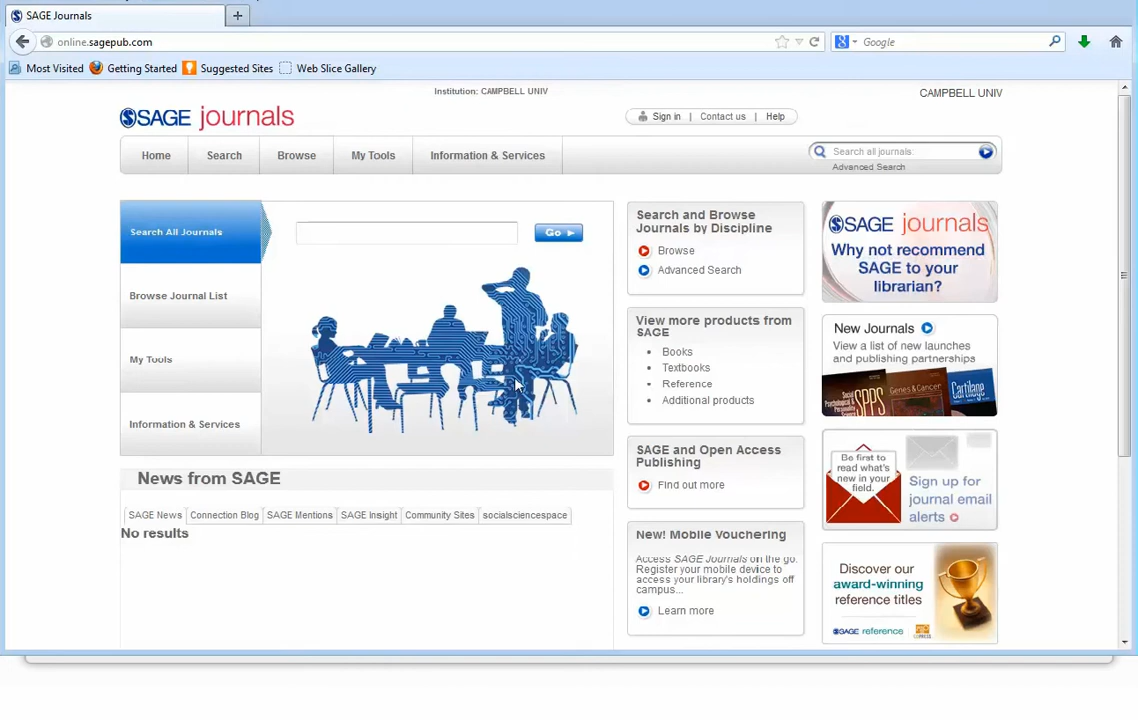 SAGE Journals
online.sagepub.com
Google
Most Visited
Getting Started
Suggested Sites
Web Slice Gallery
Institution: CAMPBELL UNIV
CAMPBELL UNIV
SAGE journals
Sign in | Contact us | Help
Home
Search
Browse
My Tools
Information & Services
Search all journals:
Advanced Search
Search All Journals
Go
Browse Journal List
My Tools
Information & Services
News from SAGE
SAGE News
Connection Blog
SAGE Mentions
SAGE Insight
Community Sites
socialsciencespace
No results
Search and Browse
Journals by Discipline
Browse
Advanced Search
View more products from
SAGE
Books
Textbooks
Reference
Additional products
SAGE and Open Access
Publishing
Find out more
New! Mobile Vouchering
Access SAGE Journals on the go.
Register your mobile device to
access your library's holdings off
campus...
Learn more
SAGE journals
Why not recommend
SAGE to your
librarian?
New Journals
View a list of new launches
and publishing partnerships
SPPS
Genes&Cancer
Cartilage
Be first to
read what's
new in your
field.
Sign up for
journal email
alerts
Discover our
award-winning
reference titles
SAGE reference